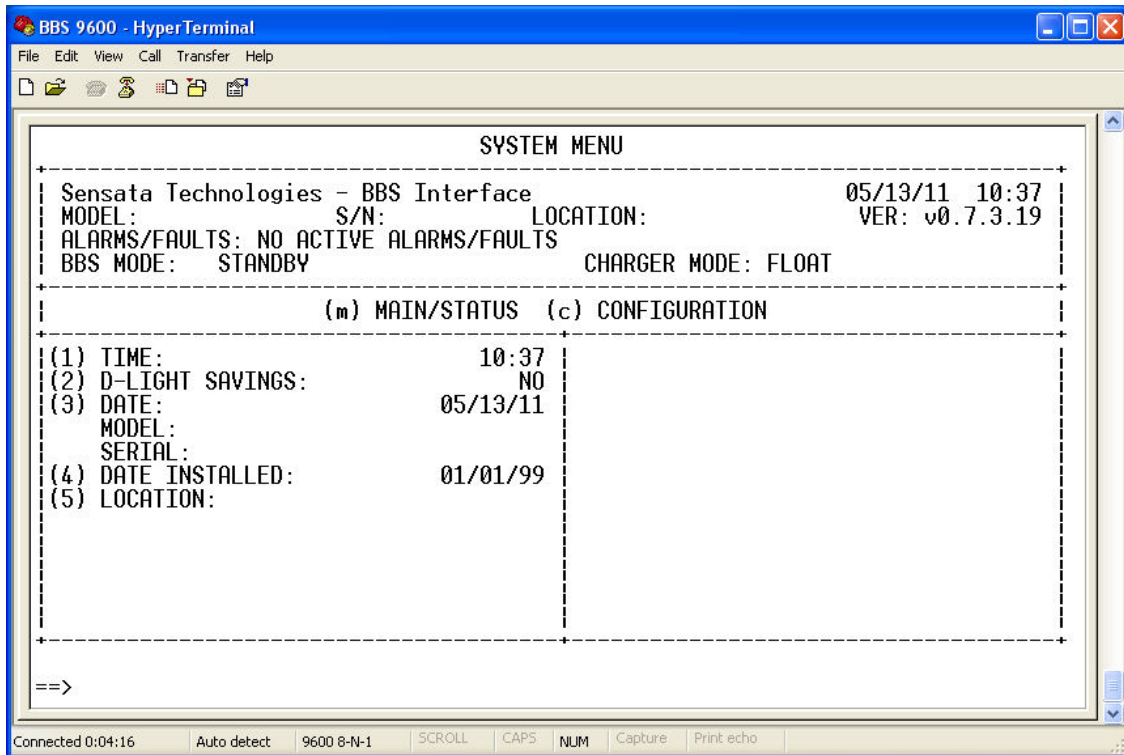 BBS 9600 - HyperTerminal
File Edit View Call Transfer Help
SYSTEM MENU
Sensata Technologies - BBS Interface 05/13/11 10:37
MODEL: S/N: LOCATION: VER: v0.7.3.19
ALARMS/FAULTS: NO ACTIVE ALARMS/FAULTS
BBS MODE: STANDBY CHARGER MODE: FLOAT
(m) MAIN/STATUS (c) CONFIGURATION
(1) TIME: 10:37
(2) D-LIGHT SAVINGS: NO
(3) DATE: 05/13/11
MODEL:
SERIAL:
(4) DATE INSTALLED: 01/01/99
(5) LOCATION:
==>
Connected 0:04:16 Auto detect 9600 8-N-1 SCROLL CAPS NUM Capture Print echo